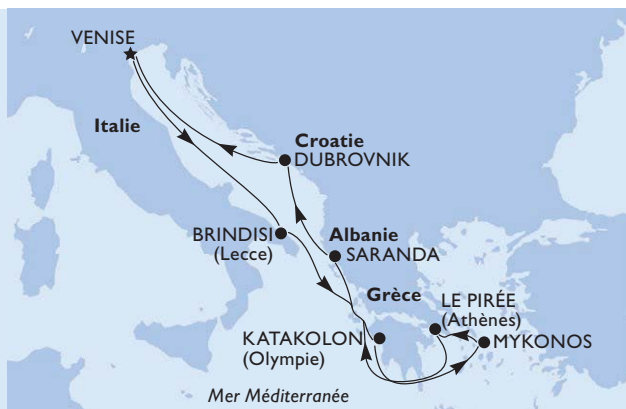 VENISE
Italie
Croatie
DUBROVNIK
BRINDISI
(Lecce)
Albanie
SARANDA
Grèce
LE PIRÉE
(Athènes)
KATAKOLON
(Olympie)
MYKONOS
Mer Méditerranée